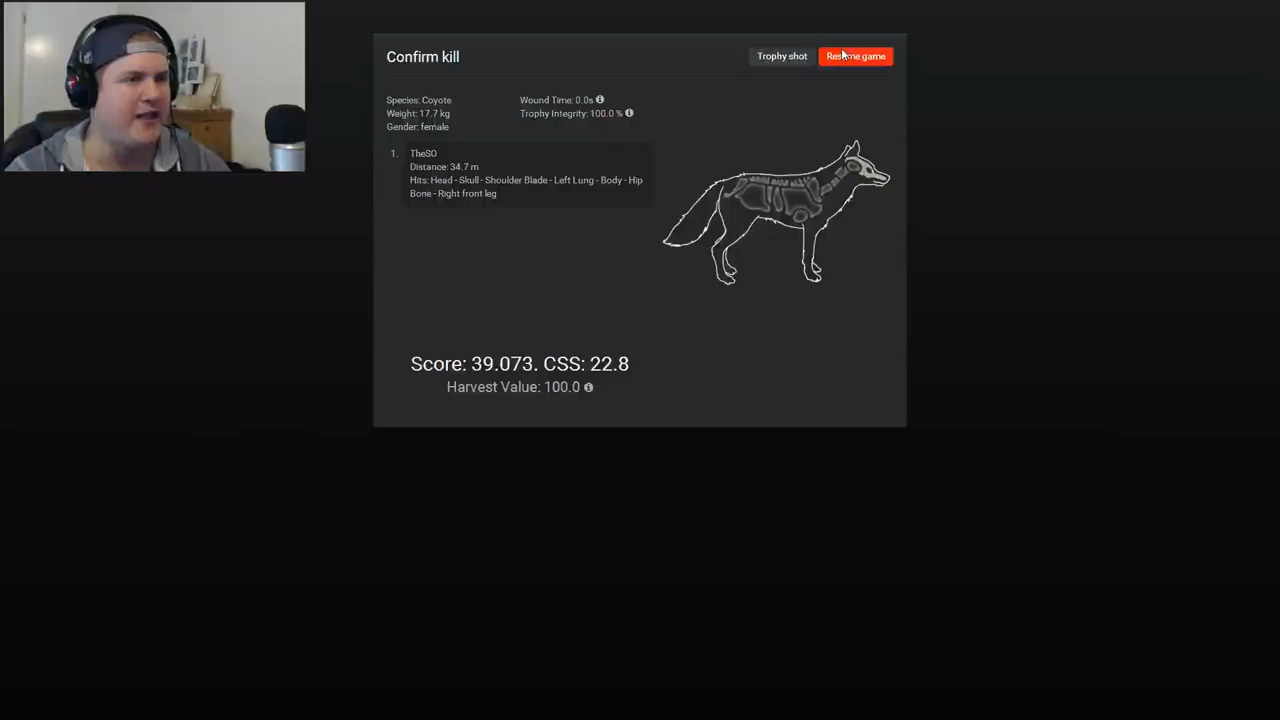 Confirm kill
Trophy shot
Resume game
Species: Coyote
Weight: 17.7 kg
Gender: female
Wound Time: 0.0s
Trophy Integrity: 100.0 %
1.
TheSO
Distance: 34.7 m
Hits: Head - Skull - Shoulder Blade - Left Lung - Body - Hip
Bone - Right front leg
Score: 39.073. CSS: 22.8
Harvest Value: 100.0